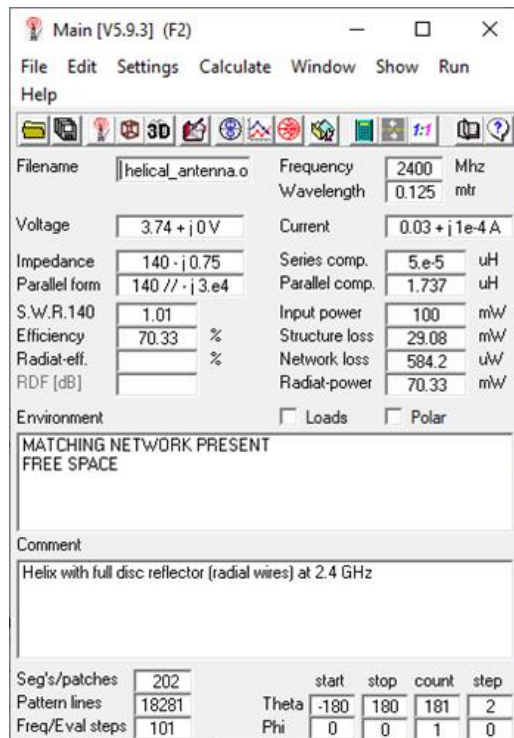 Main [V5.9.3] (F2)
File Edit Settings Calculate Window Show Run
Help
3D 1:1 ?
Filename helical_antenna.o Frequency 2400 Mhz
Wavelength 0.125 mtr
Voltage 3.74 + j 0 V Current 0.03 + j 1e-4 A
Impedance 140 - j 0.75 Series comp. 5.e-5 uH
Parallel form 140 // - j 3.e4 Parallel comp. 1.737 uH
S.W.R.140 1.01 Input power 100 mW
Efficiency 70.33 % Structure loss 29.08 mW
Radiat-eff. % Network loss 584.2 uW
RDF [dB] Radiat-power 70.33 mW
Environment Loads Polar
MATCHING NETWORK PRESENT
FREE SPACE
Comment
Helix with full disc reflector (radial wires) at 2.4 GHz
Seg's/patches 202 start stop count step
Pattern lines 18281 Theta -180 180 181 2
Freq/Eval steps 101 Phi 0 0 1 0